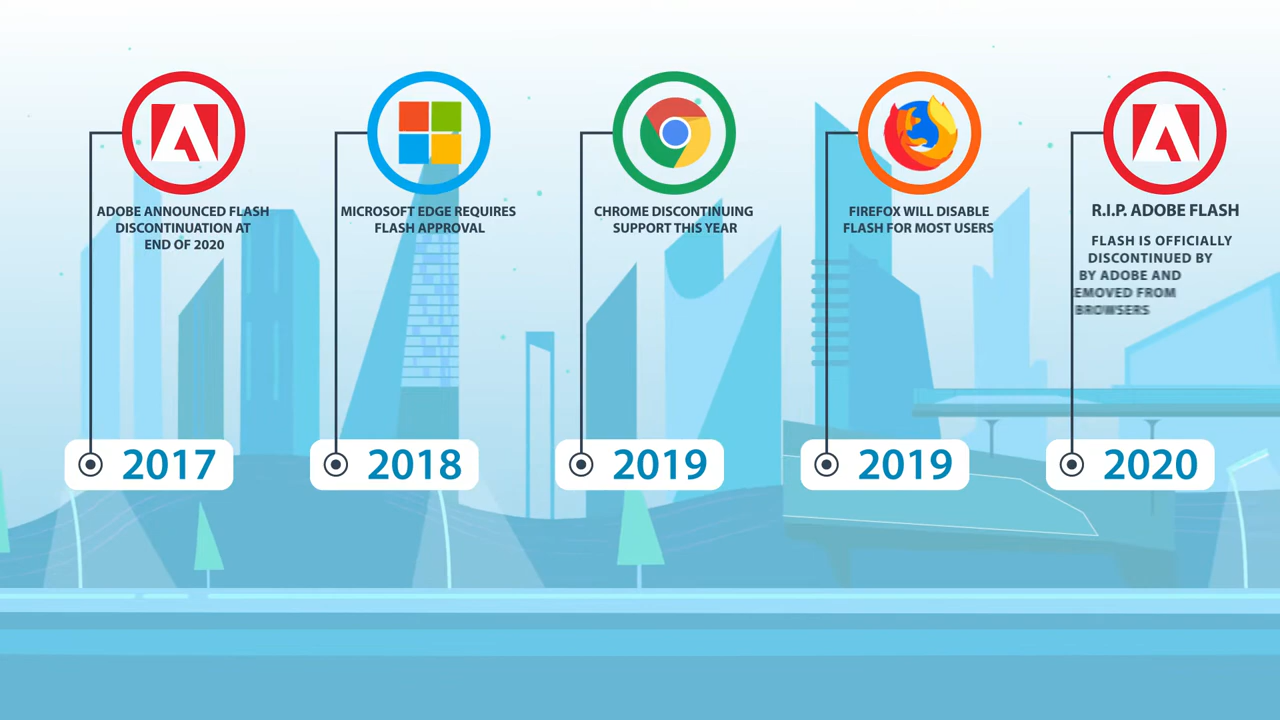 ADOBE ANNOUNCED FLASH
DISCONTINUATION AT
END OF 2020
2017
MICROSOFT EDGE REQUIRES
FLASH APPROVAL
2018
CHROME DISCONTINUING
SUPPORT THIS YEAR
2019
FIREFOX WILL DISABLE
FLASH FOR MOST USERS
2019
R.I.P. ADOBE FLASH
FLASH IS OFFICIALLY
DISCONTINUED BY
BY ADOBE AND
EMOVED FROM
BROWSERS
2020